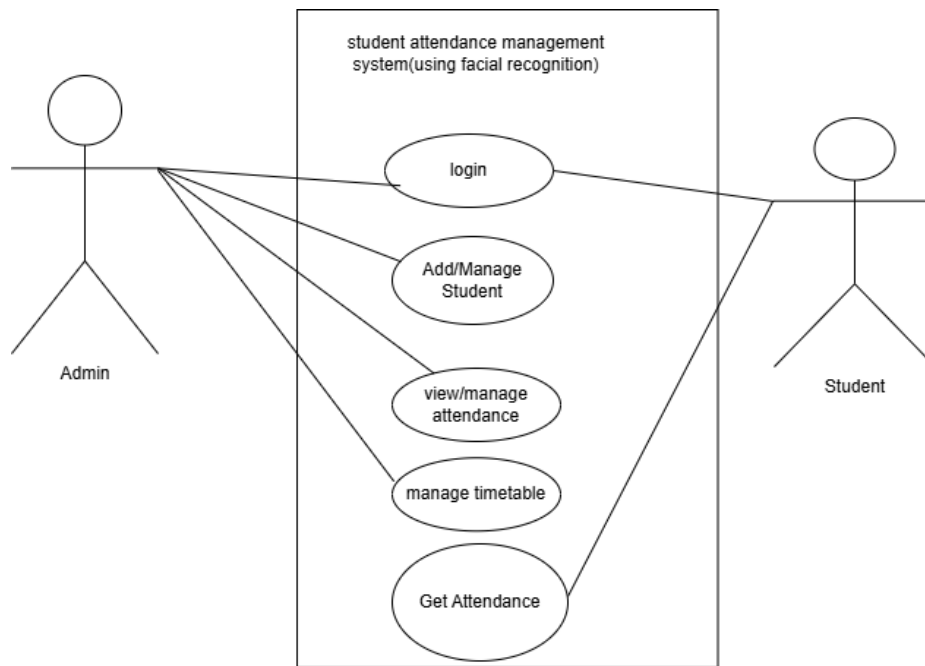 student attendance management
system(using facial recognition)
login
Add/Manage
Student
view/manage
attendance
manage timetable
Get Attendance
Admin
Student